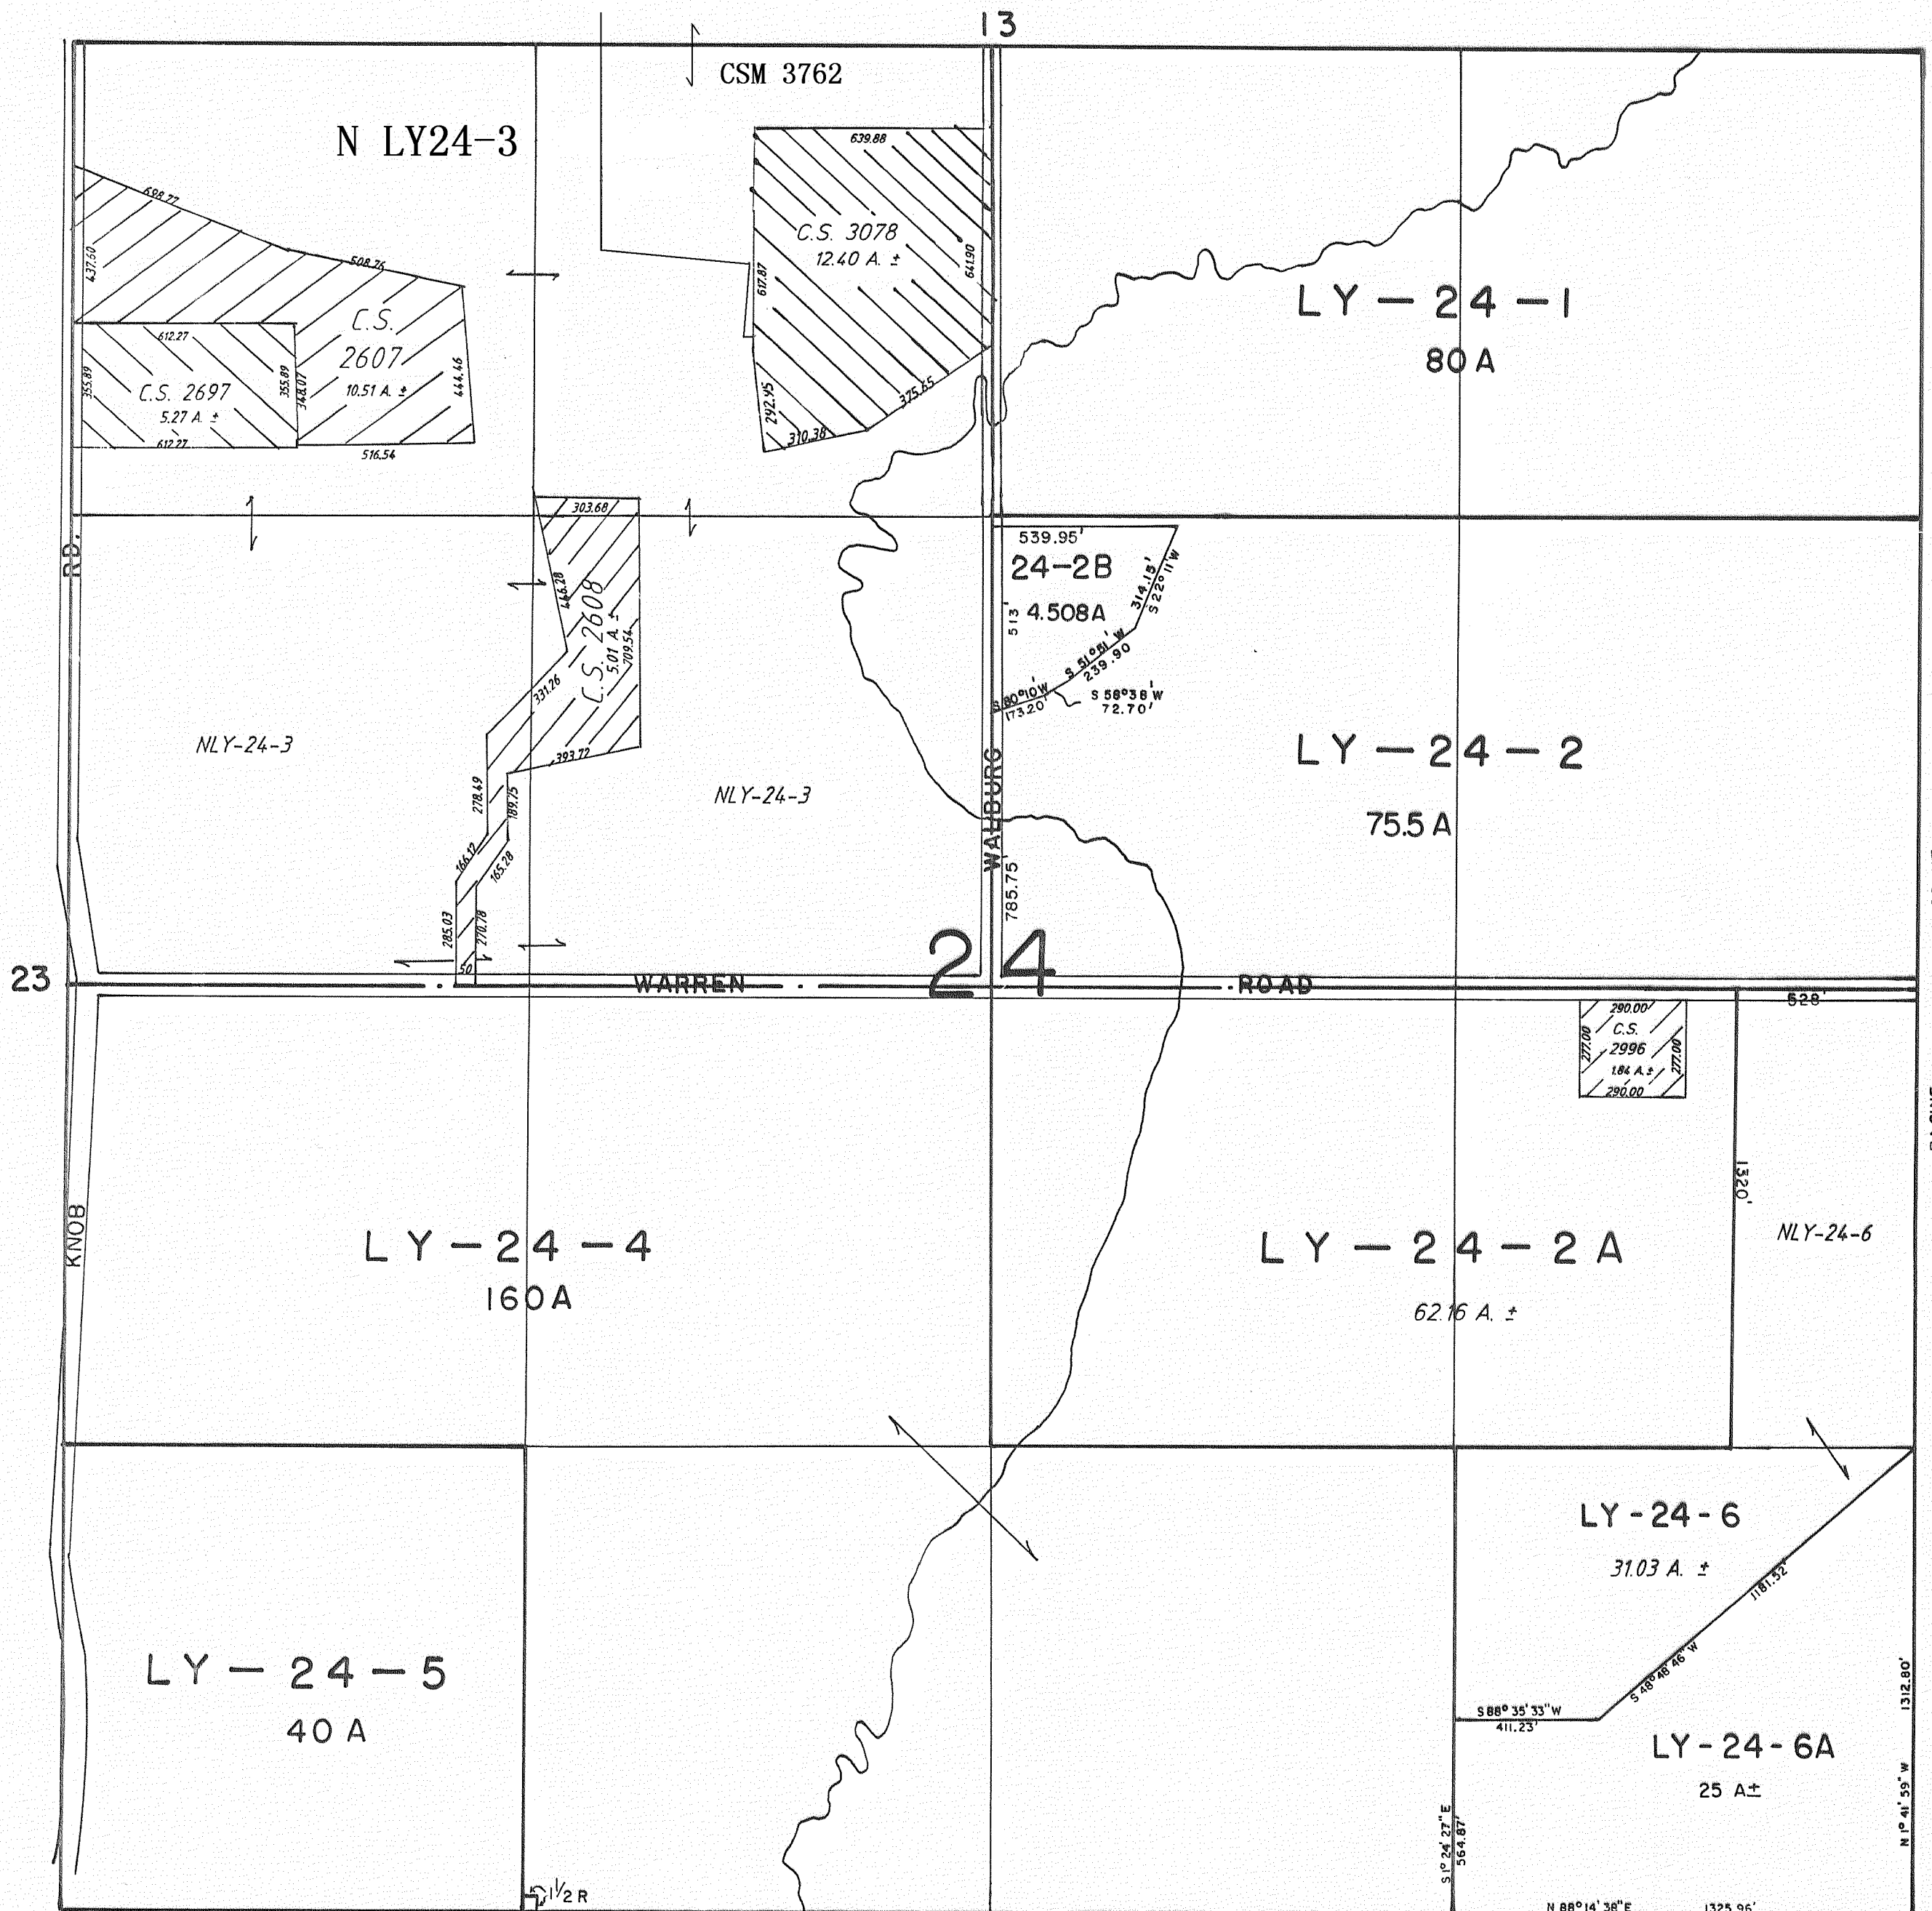 13
CSM 3762
N LY24-3
639.88
698.77
437.60
508.76
C.S. 3078
12.40 A. ±
617.87
641.90
LY-24-1
80A
C.S.
2607
10.51 A. ±
444.46
612.27
355.89
C.S. 2697
5.27 A. ±
355.89
348.07
612.27
516.54
292.95
310.38
375.65
RD.
303.68
446.28
C.S. 2608
5.01 A. ±
709.54
331.26
393.72
539.95'
24-2B
4.508A
513'
314.15'
S 22° 11' W
S 51° 51' W
239.90
S 80°10'W
173.20'
S 58°38'W
72.70'
NLY-24-3
NLY-24-3
LY-24-2
75.5A
278.49
189.75
166.12
165.28
285.03
270.78
50
WALBURG
785.75'
23
24
WARREN
ROAD
528'
290.00
C.S.
2996
1.84 A.±
277.00
277.00
290.00
1320'
KNOB
LY-24-4
160A
LY-24-2A
62.16 A. ±
NLY-24-6
LY-24-6
31.03 A. ±
1181.52'
S 48° 48' 46" W
S 88° 35' 33" W
411.23'
LY-24-5
40 A
LY-24-6A
25 A±
1312.80'
N 1° 41' 59" W
S 1° 24' 27" E
564.87'
1 1/2 R
N 88° 14' 38" E
1325.96'